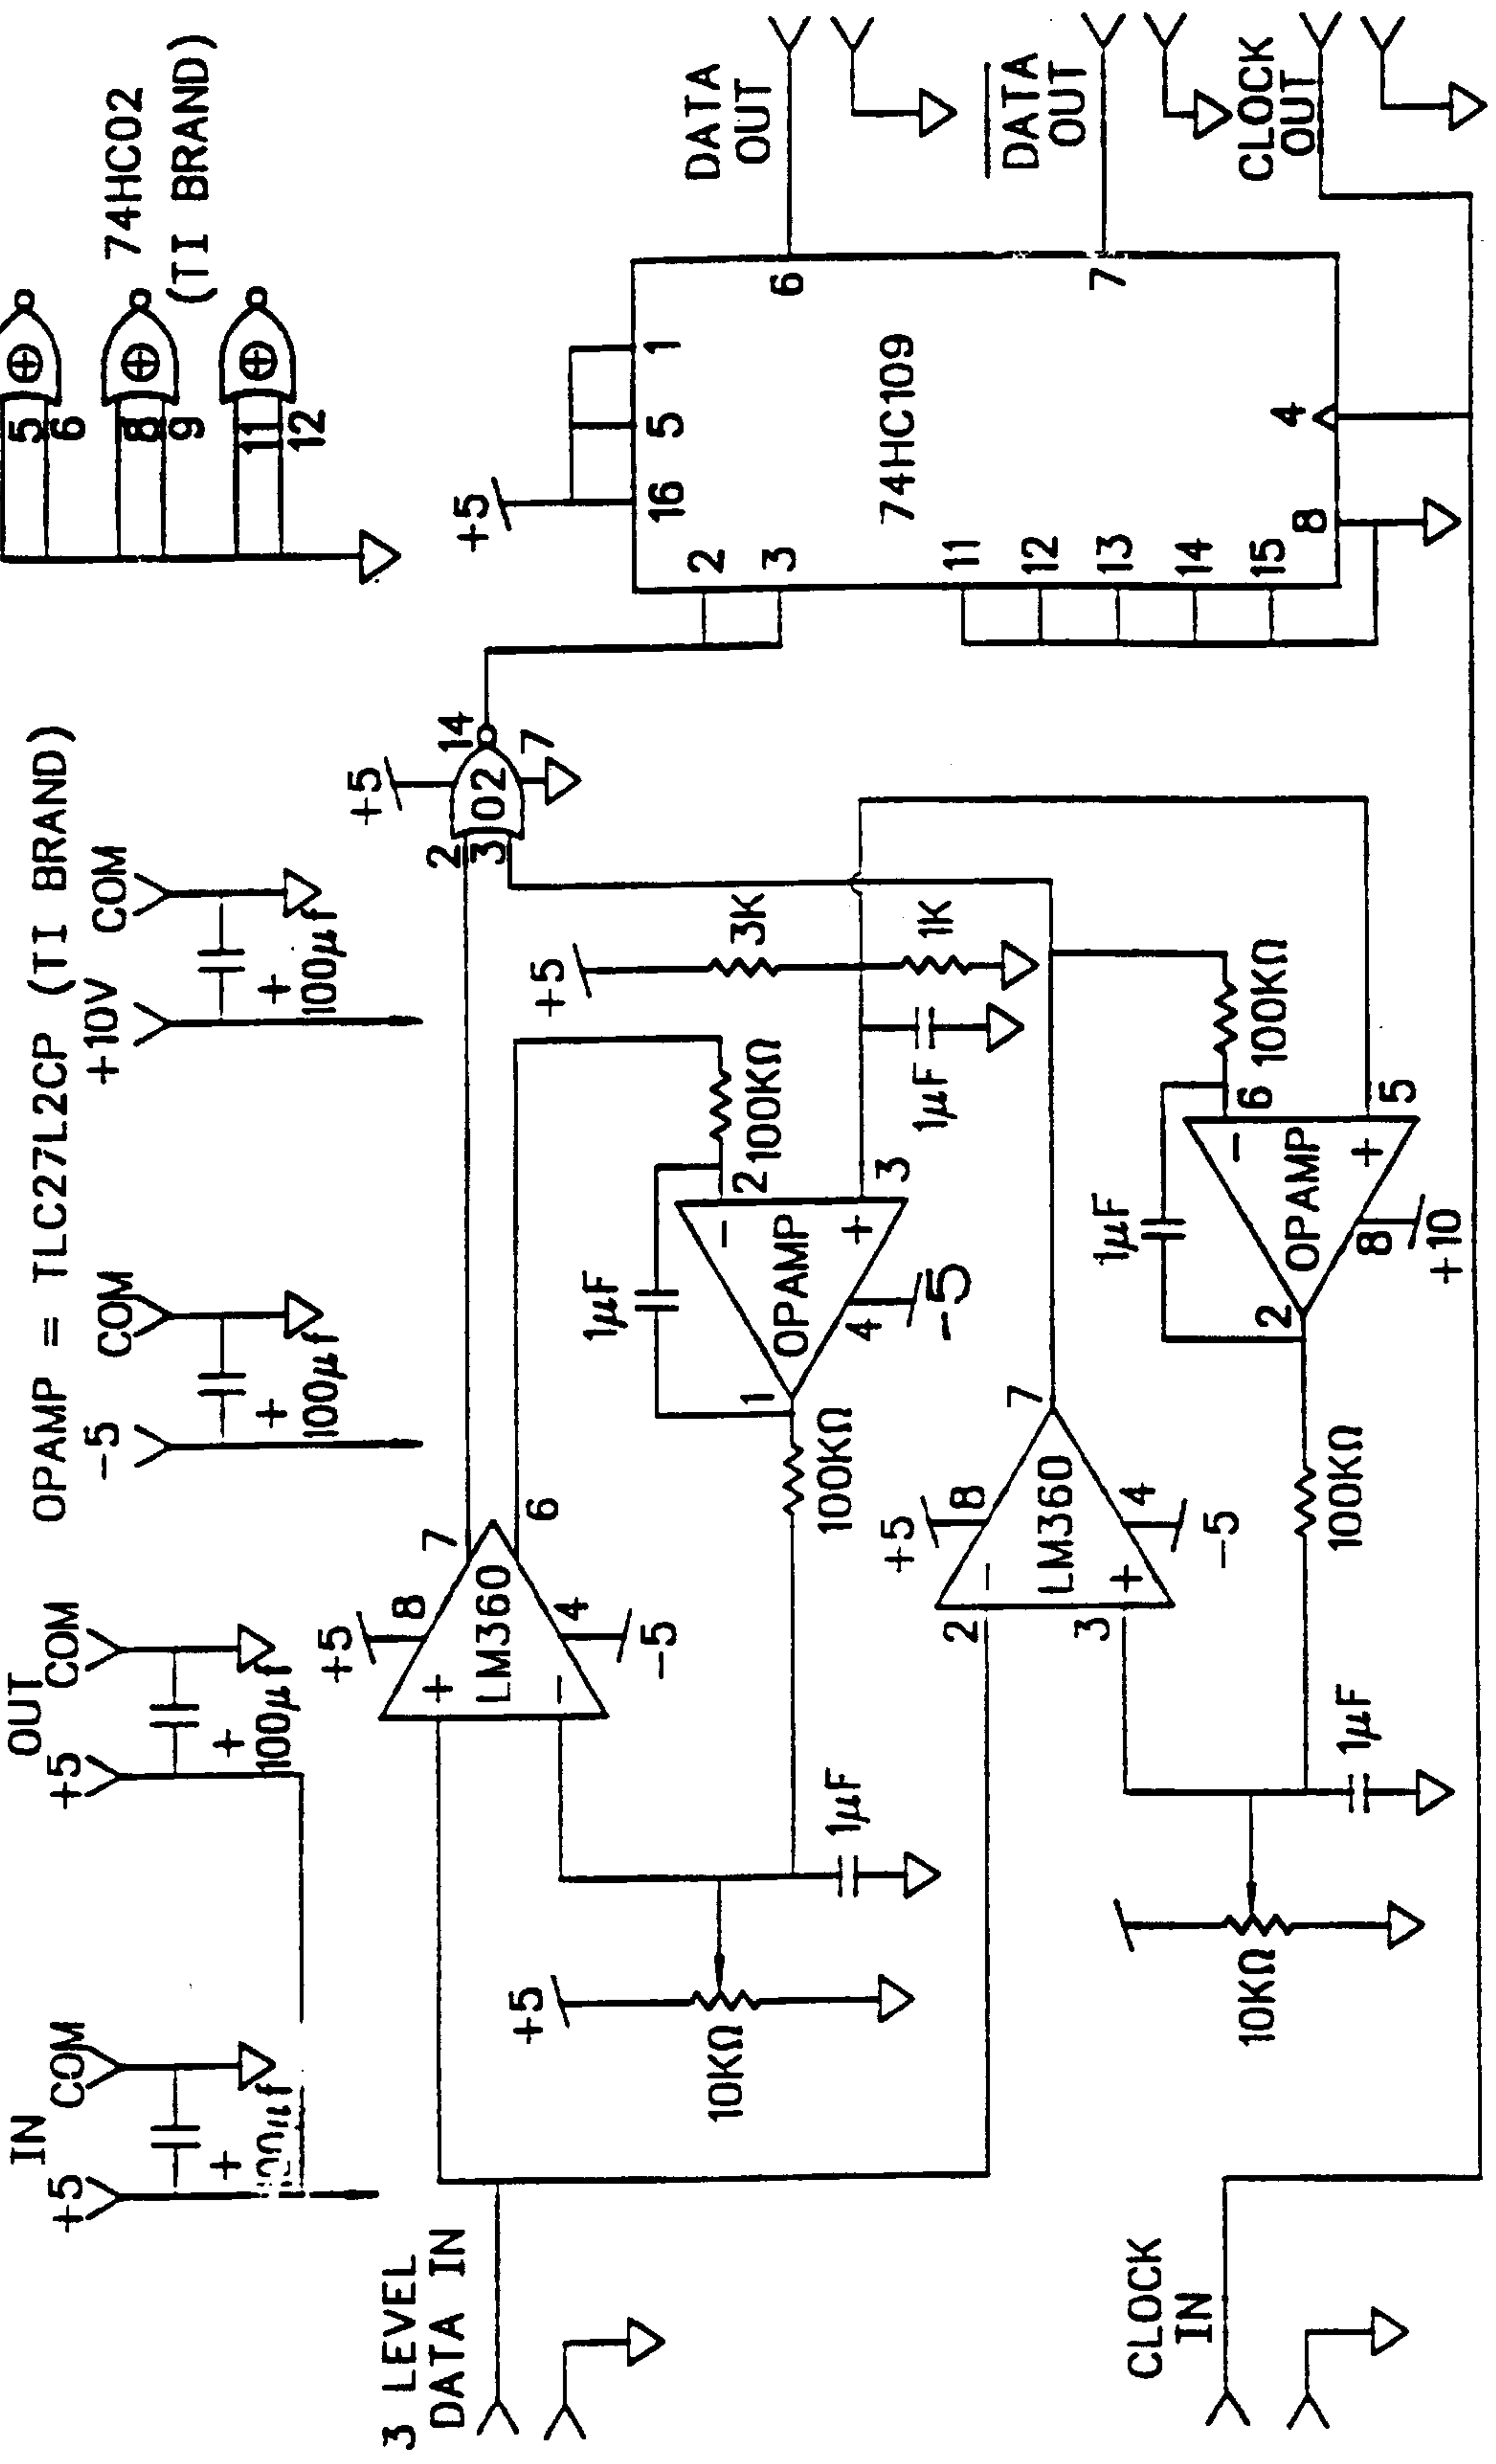 OPAMP = TLC27L2CP (TI BRAND)
74HC02
(TI BRAND)
5
6
8
9
11
12
IN
+5
COM
+
OUT
+5
COM
+
100µf
-5
COM
+
100µf
+10V
COM
+
100µf
3 LEVEL
DATA IN
+5
8
7
+
LM360
-
6
4
-5
+5
10KΩ
1µF
100KΩ
1µF
1
2
-
OPAMP
+
3
4
-5
100KΩ
+5
3K
1K
1µF
+5
2
3
02
14
7
+5
16
5
1
2
3
74HC109
6
7
11
12
13
14
15
8
4
DATA
OUT
DATA
OUT
CLOCK
OUT
+5
8
7
2
-
LM360
3
+
4
-5
10KΩ
1µF
100KΩ
1µF
2
-
OPAMP
+
6
5
8
+10
100KΩ
CLOCK
IN